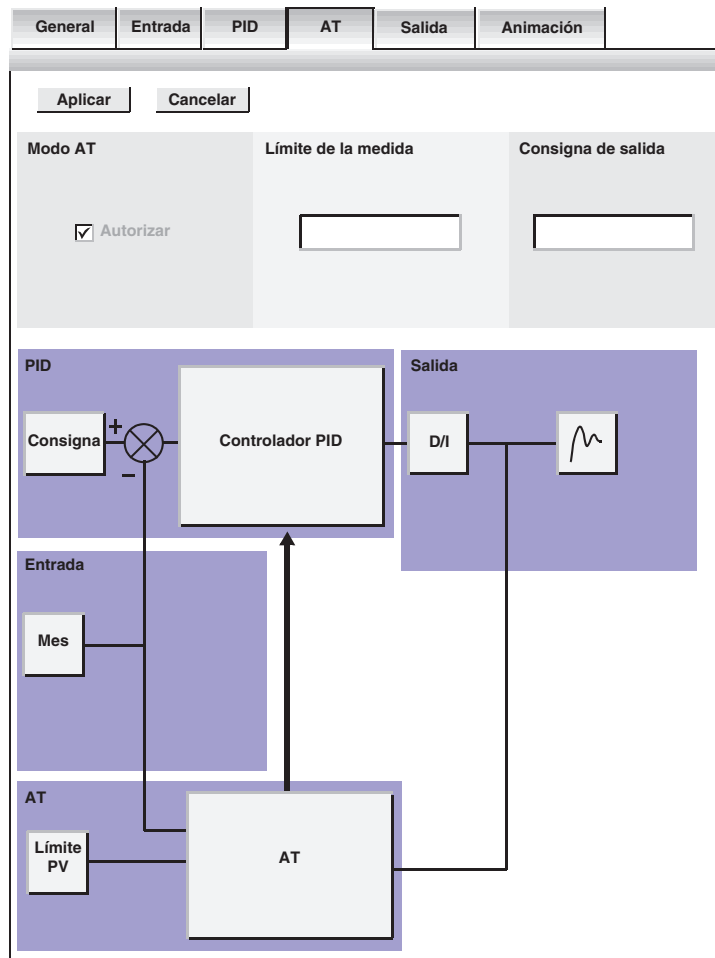 General Entrada PID AT Salida Animación
Aplicar Cancelar
Modo AT Límite de la medida Consigna de salida
Autorizar
PID Salida
Consigna + Controlador PID D/I
−
Entrada
Mes
AT
Límite
PV
AT